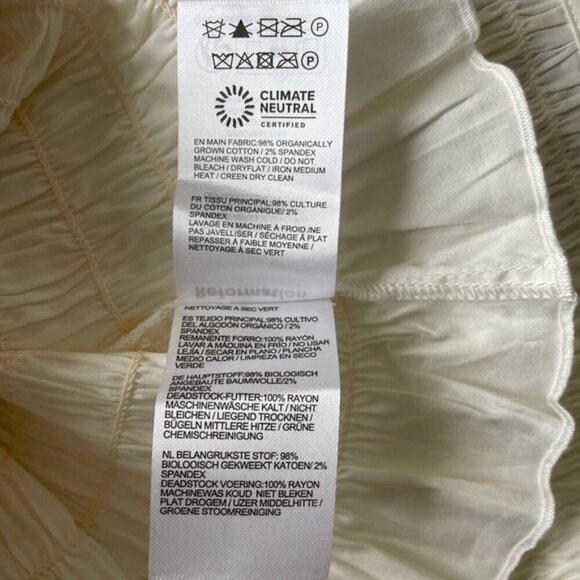 CLIMATE
NEUTRAL
CERTIFIED
EN MAIN FABRIC:98% ORGANICALLY
GROWN COTTON / 2% SPANDEX
MACHINE WASH COLD / DO NOT
BLEACH / DRYFLAT / IRON MEDIUM
HEAT / CREEN DRY CLEAN
FR TISSU PRINCIPAL:98% CULTURE
DU COTON ORGANIQUE/ 2%
SPANDEX
LAVAGE EN MACHINE À FROID /NE
PAS JAVELLISER / SÉCHAGE À PLAT
REPASSER À FAIBLE MOYENNE /
NETTOYAGE À SEC VERT
Reformation
NETTOYAGE À SEC VERT
ES TEJIDO PRINCIPAL:98% CULTIVO
DEL ALGODÓN ORGÁNICO / 2%
SPANDEX
REMANENTE FORRO:100% RAYÓN
LAVAR A MÁQUINA EN FRÍO / NO USAR
LEJÍA / SECAR EN PLANO / PLANCHA
MEDIO CALOR / LIMPIEZA EN SECO
VERDE
DE HAUPTSTOFF:98% BIOLOGISCH
ANGEBAUTE BAUMWOLLE/2%
SPANDEX
DEADSTOCK-FUTTER:100% RAYON
MASCHINENWÄSCHE KALT / NICHT
BLEICHEN / LIEGEND TROCKNEN /
BÜGELN MITTLERE HITZE / GRÜNE
CHEMISCHREINIGUNG
NL BELANGRUKSTE STOF: 98%
BIOLOOISCH GEKWEEKT KATOEN/ 2%
SPANDEX
DEADSTOCK VOERING:100% RAYON
MACHINEWAS KOUD NIET BLEKEN
PLAT DROGEM / UZER MIDDELHITTE /
GROENE STOOMREINIGUNG